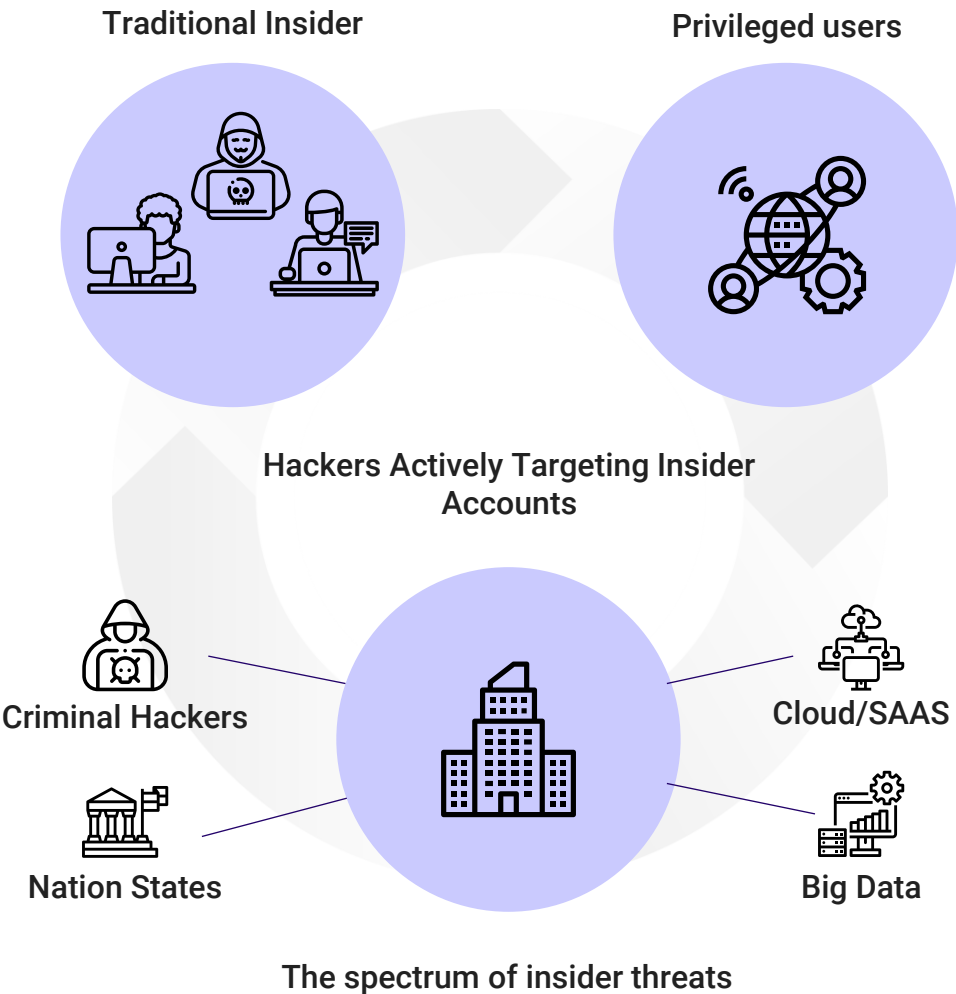 Traditional Insider
Privileged users
Hackers Actively Targeting Insider
Accounts
Criminal Hackers
Cloud/SAAS
Nation States
Big Data
The spectrum of insider threats